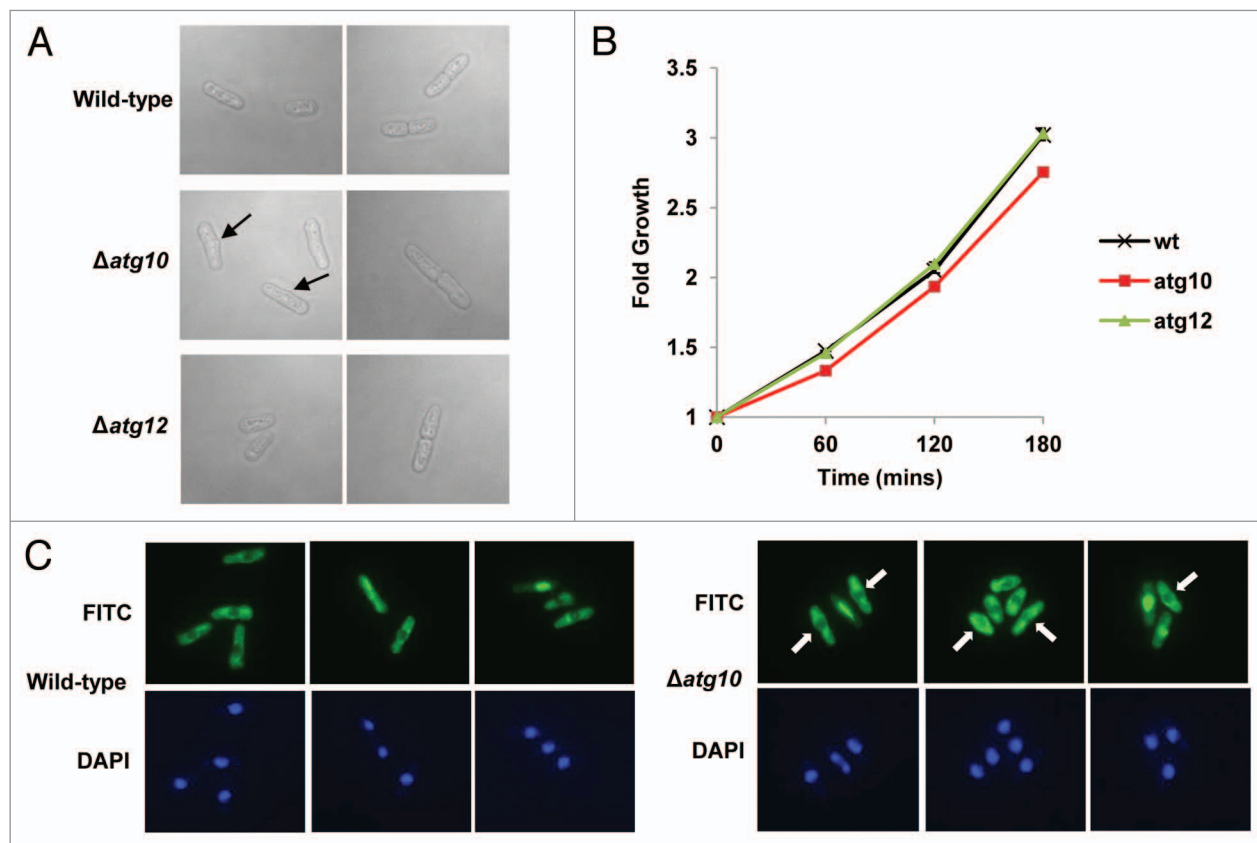 A
Wild-type
Δatg10
Δatg12
B
3.5
3
2.5
2
1.5
1
Fold Growth
0 60 120 180
Time (mins)
wt
atg10
atg12
C
FITC
Wild-type
DAPI
FITC
Δatg10
DAPI